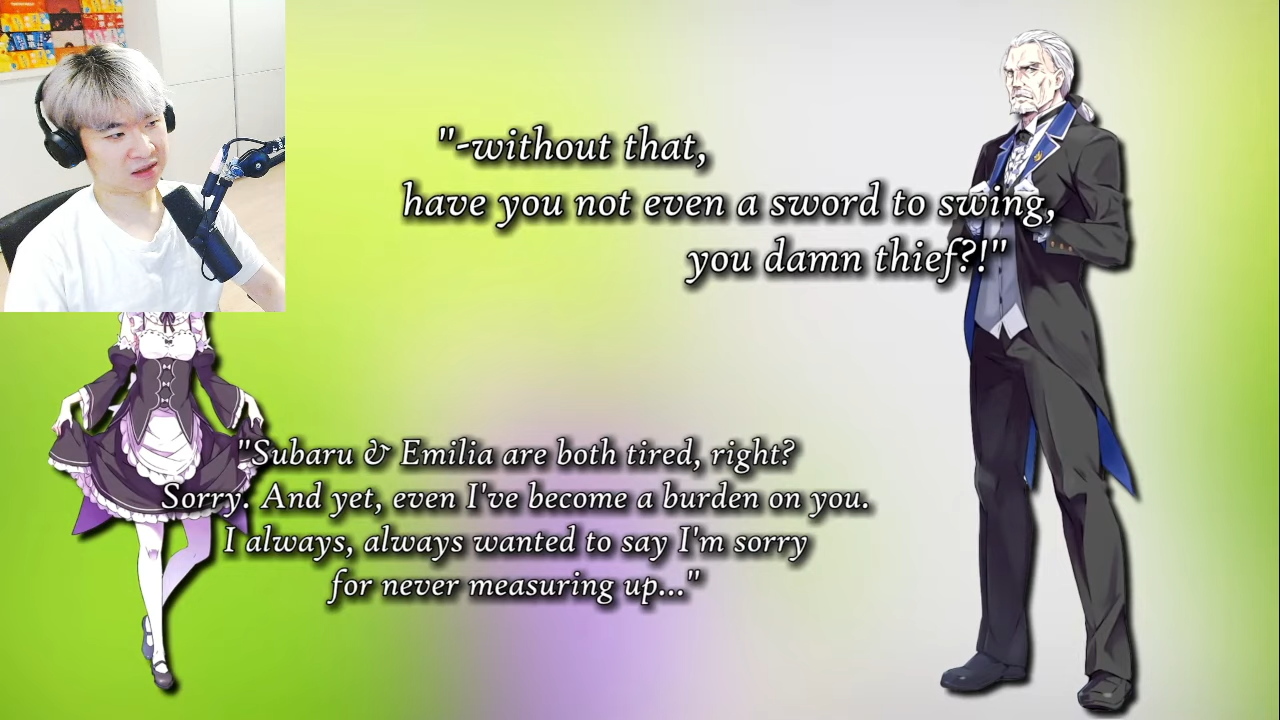 "-without that,
have you not even a sword to swing,
you damn thief?!"
"Subaru & Emilia are both tired, right?
Sorry. And yet, even I've become a burden on you.
I always, always wanted to say I'm sorry
for never measuring up..."